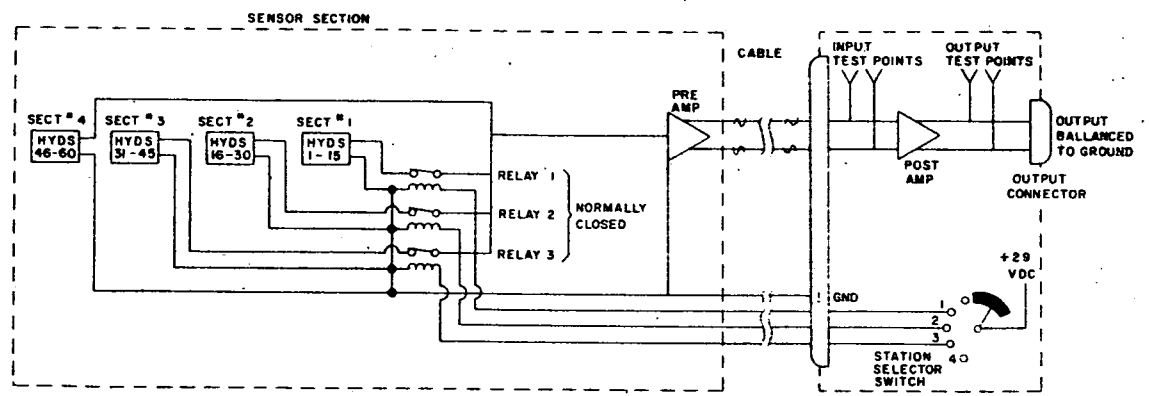 SENSOR SECTION
CABLE
INPUT
TEST POINTS
OUTPUT
TEST POINTS
SECT #4
HYDS
46-60
SECT #3
HYDS
31-45
SECT #2
HYDS
16-30
SECT #1
HYDS
1-15
PRE
AMP
POST
AMP
OUTPUT
BALLANCED
TO GROUND
OUTPUT
CONNECTOR
RELAY 1
RELAY 2
RELAY 3
NORMALLY
CLOSED
+29
VDC
GND
1
2
3
4
STATION
SELECTOR
SWITCH